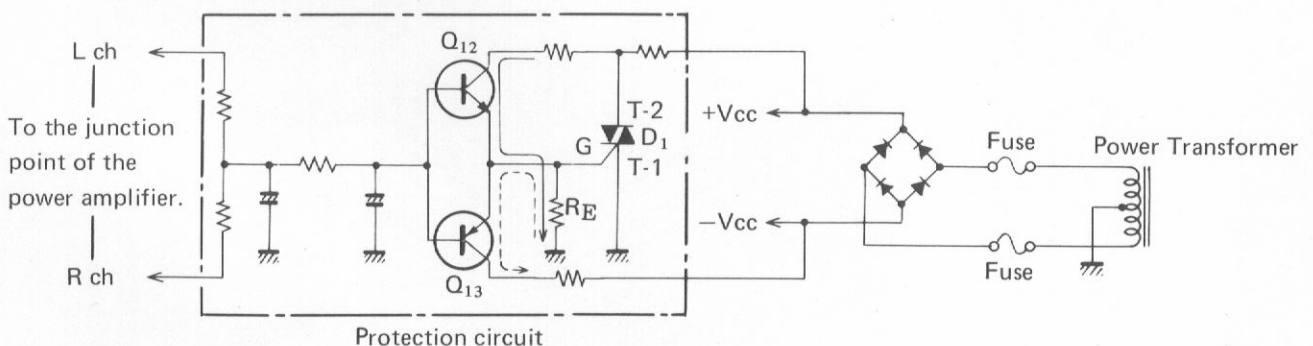 L ch
To the junction
point of the
power amplifier.
R ch
Q12
T-2
G D1
T-1
RE
Q13
Protection circuit
+Vcc
−Vcc
Fuse
Power Transformer
Fuse